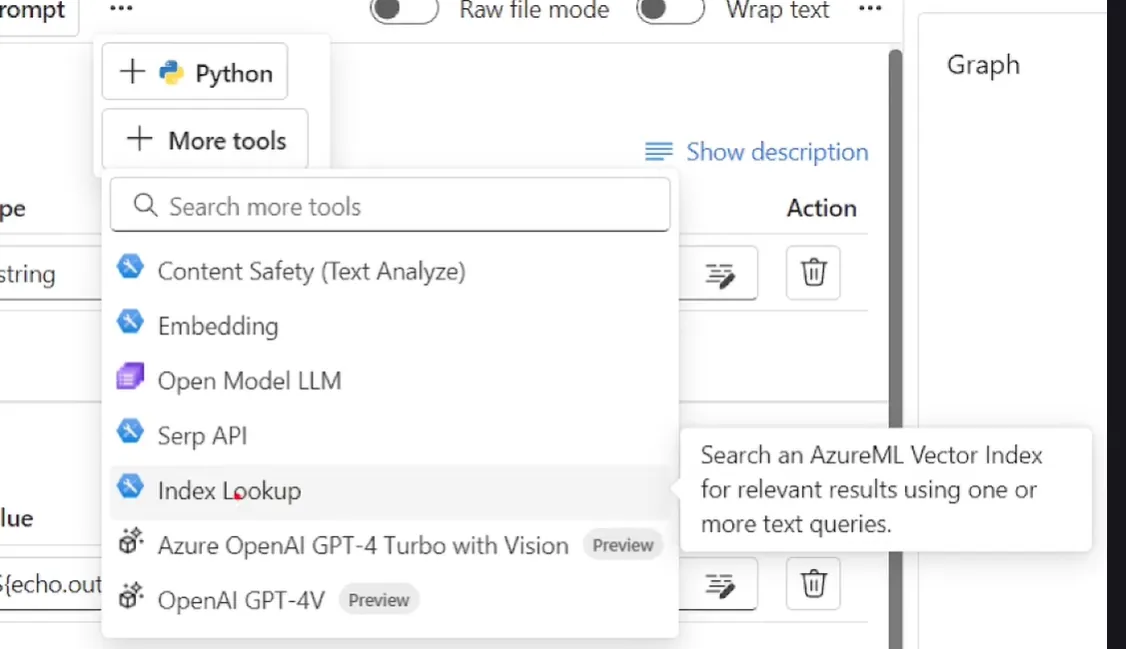 rompt
Raw file mode
Wrap text
Python
More tools
Graph
Show description
pe
Action
Search more tools
string
Content Safety (Text Analyze)
Embedding
Open Model LLM
Serp API
Index Lookup
Search an AzureML Vector Index
for relevant results using one or
more text queries.
lue
Azure OpenAI GPT-4 Turbo with Vision Preview
${echo.out
OpenAI GPT-4V Preview